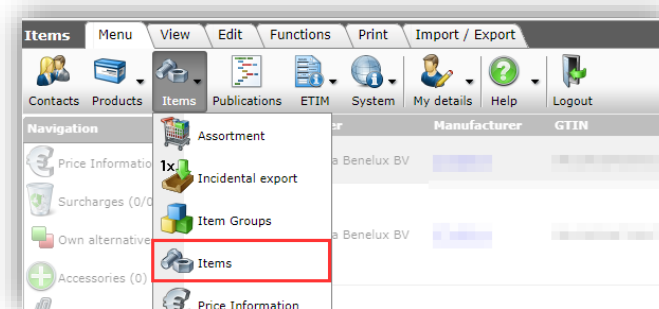 Items Menu View Edit Functions Print Import / Export
Contacts Products Items Publications ETIM System My details Help Logout
Navigation er Manufacturer GTIN
Assortment
Price Informatio a Benelux BV
1x
Incidental export
Surcharges (0/0
Item Groups
Own alternative a Benelux BV
Items
Accessories (0)
Price Information